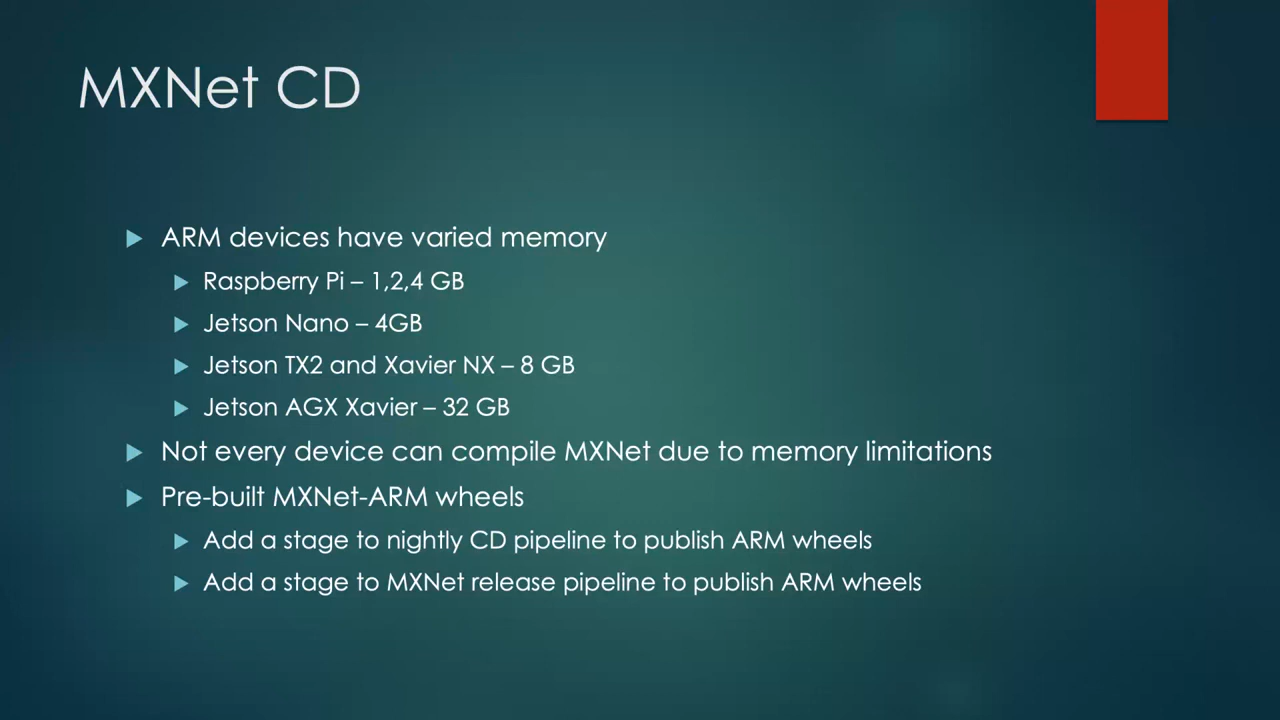 MXNet CD
ARM devices have varied memory
Raspberry Pi – 1,2,4 GB
Jetson Nano – 4GB
Jetson TX2 and Xavier NX – 8 GB
Jetson AGX Xavier – 32 GB
Not every device can compile MXNet due to memory limitations
Pre-built MXNet-ARM wheels
Add a stage to nightly CD pipeline to publish ARM wheels
Add a stage to MXNet release pipeline to publish ARM wheels